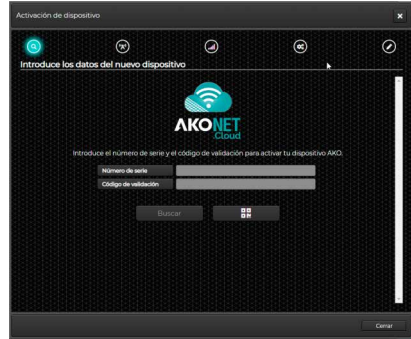 Activación de dispositivo
Introduce los datos del nuevo dispositivo
AKONET
.Cloud
Introduce el número de serie y el código de validación para activar tu dispositivo AKO.
Número de serie
Código de validación
Buscar
Cerrar